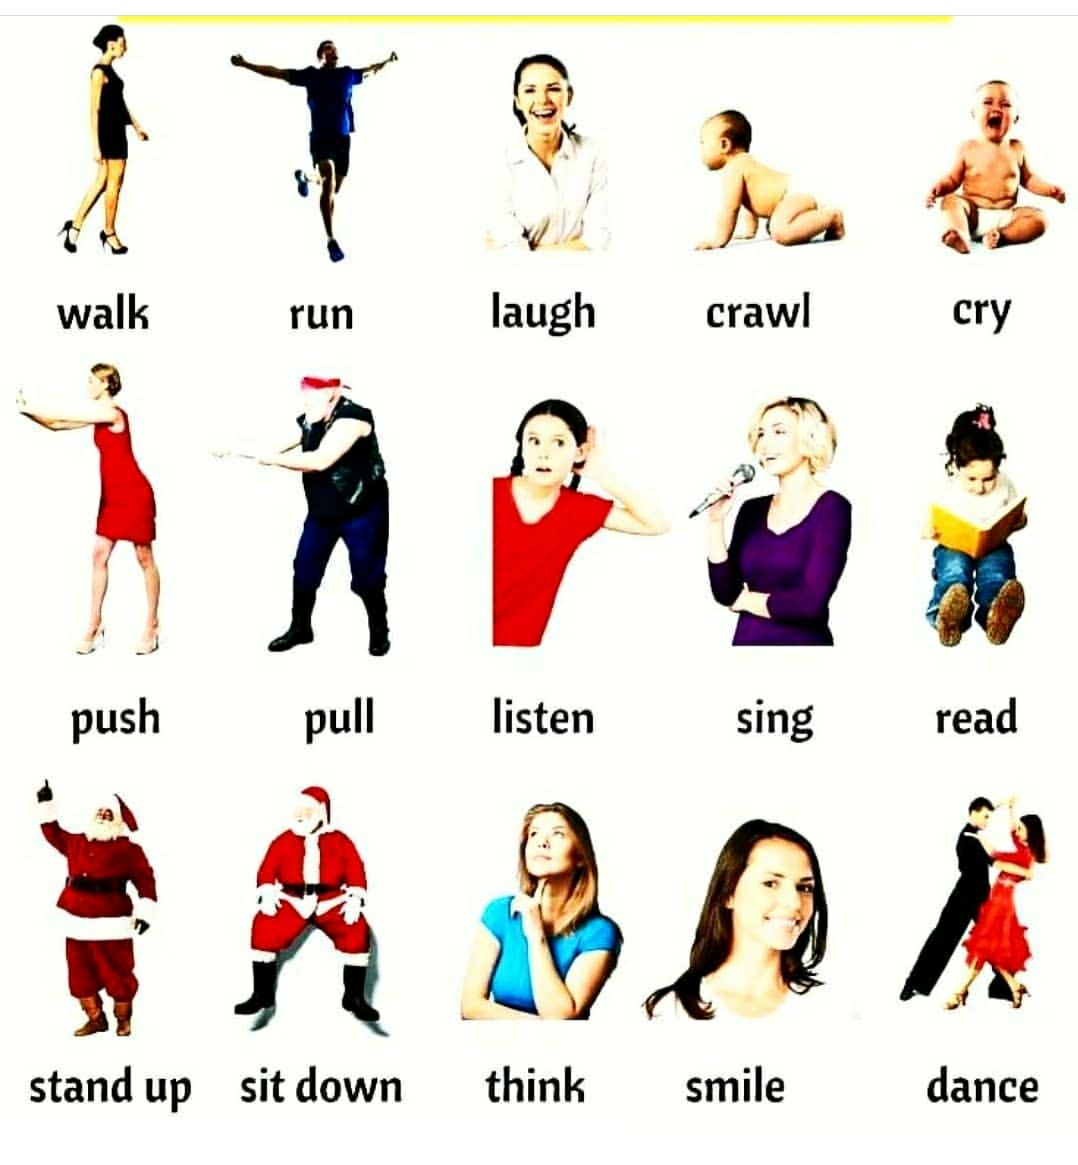 walk run laugh crawl cry
push pull listen sing read
stand up sit down think smile dance